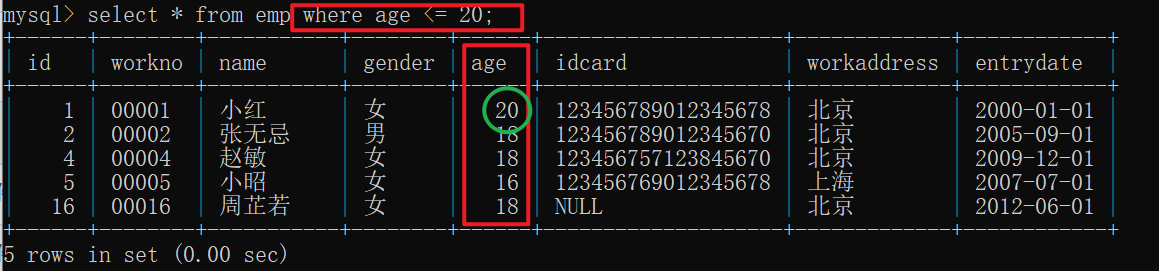 mysql> select * from emp where age <= 20;
| id | workno | name | gender | age | idcard | workaddress | entrydate |
| 1 | 00001 | 小红 | 女 | 20 | 123456789012345678 | 北京 | 2000-01-01 |
| 2 | 00002 | 张无忌 | 男 | 18 | 123456789012345670 | 北京 | 2005-09-01 |
| 4 | 00004 | 赵敏 | 女 | 18 | 123456757123845670 | 北京 | 2009-12-01 |
| 5 | 00005 | 小昭 | 女 | 16 | 123456769012345678 | 上海 | 2007-07-01 |
| 16 | 00016 | 周芷若 | 女 | 18 | NULL | 北京 | 2012-06-01 |
5 rows in set (0.00 sec)